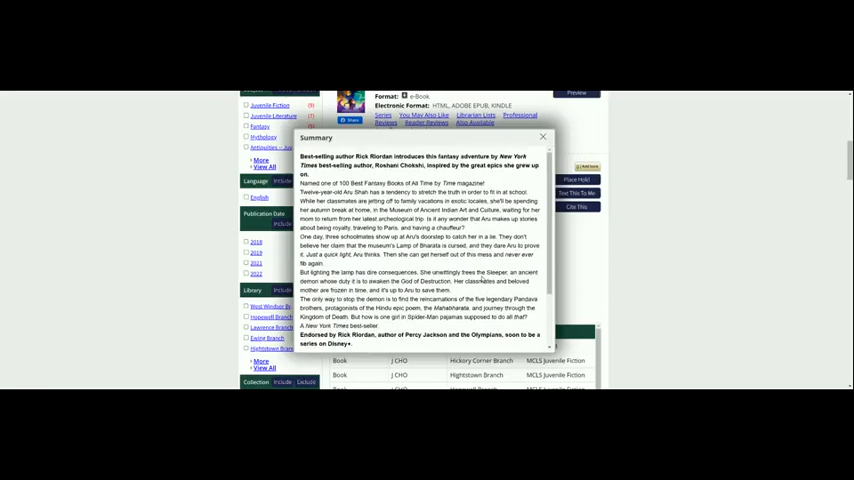 Format: e-Book
Preview
Electronic Format: HTML, ADOBE EPUB, KINDLE
Juvenile Fiction (9)
Series You May Also Like Librarian Lists Professional
Juvenile Literature (7)
Share
Reviews Reader Reviews Also Available
Fantasy
Summary
Mythology
Antiquities --
Best-selling author Rick Riordan introduces this fantasy adventure by New York
More
Times best-selling author, Roshani Chokshi, inspired by the great epics she grew up
View All
on.
Language Include
Place Hold
Named one of 100 Best Fantasy Books of All Time by Time magazine!
Text This To Me
Twelve-year-old Aru Shah has a tendency to stretch the truth in order to fit in at school.
English
While her classmates are jetting off to family vacations in exotic locales, she'll be spending
Cite This
her autumn break at home, in the Museum of Ancient Indian Art and Culture, waiting for her
Publication Date
mom to return from her latest archeological trip. Is it any wonder that Aru makes up stories
Include
about being royalty, traveling to Paris, and having a chauffeur?
One day, three schoolmates show up at Aru's doorstep to catch her in a lie. They don't
2018
believe her claim that the museum's Lamp of Bharata is cursed, and they dare Aru to prove
2019
it. Just a quick light, Aru thinks. Then she can get herself out of this mess and never ever
2021
fib again.
2022
But lighting the lamp has dire consequences. She unwittingly frees the Sleeper, an ancient
demon whose duty it is to awaken the God of Destruction. Her classmates and beloved
Library Include
mother are frozen in time, and it's up to Aru to save them.
The only way to stop the demon is to find the reincarnations of the five legendary Pandava
West Windsor
brothers, protagonists of the Hindu epic poem, the Mahabharata, and journey through the
Hopewell Branch
Kingdom of Death. But how is one girl in Spider-Man pajamas supposed to do all that?
Lawrence Branch
A New York Times best-seller.
Ewing Branch
Endorsed by Rick Riordan, author of Percy Jackson and the Olympians, soon to be a
series on Disney+.
Hightstown Branch
More
Book J CHO Hickory Corner Branch MCLS Juvenile Fiction
View All
Book J CHO Hightstown Branch MCLS Juvenile Fiction
Collection Include Exclude